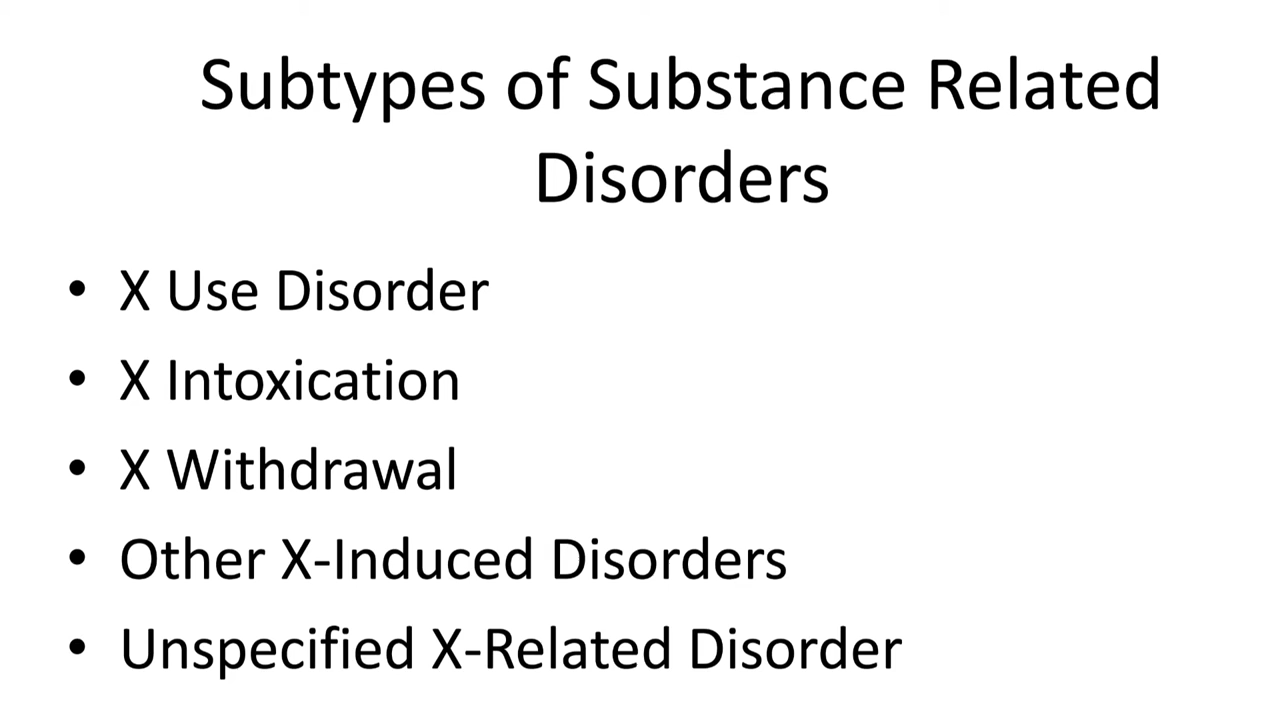 Subtypes of Substance Related
Disorders
• X Use Disorder
• X Intoxication
• X Withdrawal
• Other X-Induced Disorders
• Unspecified X-Related Disorder